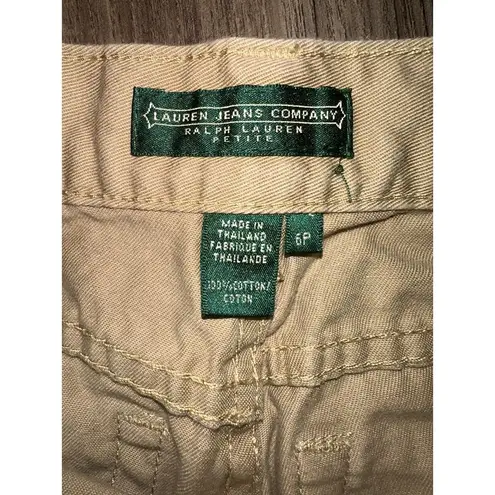 LAUREN JEANS COMPANY
RALPH LAUREN
PETITE
MADE IN
THAILAND
FABRIQUE EN
THAILANDE
100% COTTON/
COTON
6P